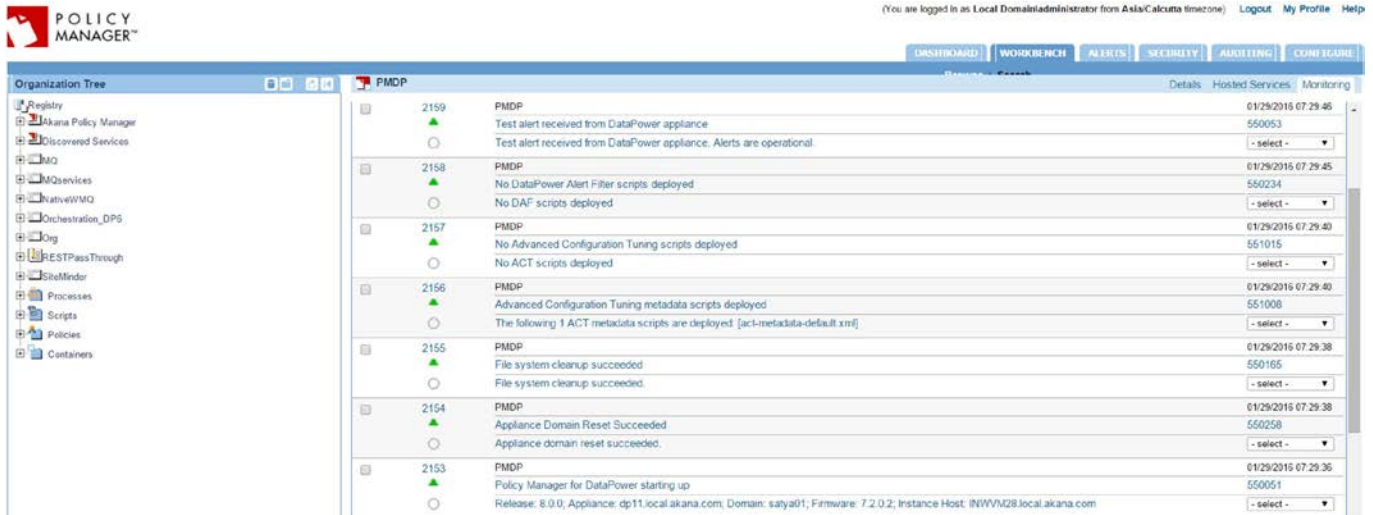 (You are logged in as Local Domain\administrator from Asia/Calcutta timezone) Logout My Profile Help
POLICY
MANAGER™
DASHBOARD WORKBENCH ALERTS SECURITY AUDITING CONFIGURE
Search
Organization Tree
PMDP
Details Hosted Services Monitoring
Registry
Akana Policy Manager
Discovered Services
MQ
MQservices
NativeWMQ
Orchestration_DPS
Org
RESTPassThrough
SiteMinder
Processes
Scripts
Policies
Containers
2159 PMDP 01/29/2016 07:29:46
Test alert received from DataPower appliance 550053
Test alert received from DataPower appliance. Alerts are operational. - select -
2158 PMDP 01/29/2016 07:29:45
No DataPower Alert Filter scripts deployed 550234
No DAF scripts deployed - select -
2157 PMDP 01/29/2016 07:29:40
No Advanced Configuration Tuning scripts deployed 551015
No ACT scripts deployed - select -
2156 PMDP 01/29/2016 07:29:40
Advanced Configuration Tuning metadata scripts deployed 551008
The following 1 ACT metadata scripts are deployed: [act-metadata-default.xml] - select -
2155 PMDP 01/29/2016 07:29:38
File system cleanup succeeded 550165
File system cleanup succeeded. - select -
2154 PMDP 01/29/2016 07:29:38
Appliance Domain Reset Succeeded 550258
Appliance domain reset succeeded. - select -
2153 PMDP 01/29/2016 07:29:36
Policy Manager for DataPower starting up 550051
Release: 8.0.0; Appliance: dp11.local.akana.com; Domain: satya01; Firmware: 7.2.0.2; Instance Host: INWVM28.local.akana.com - select -